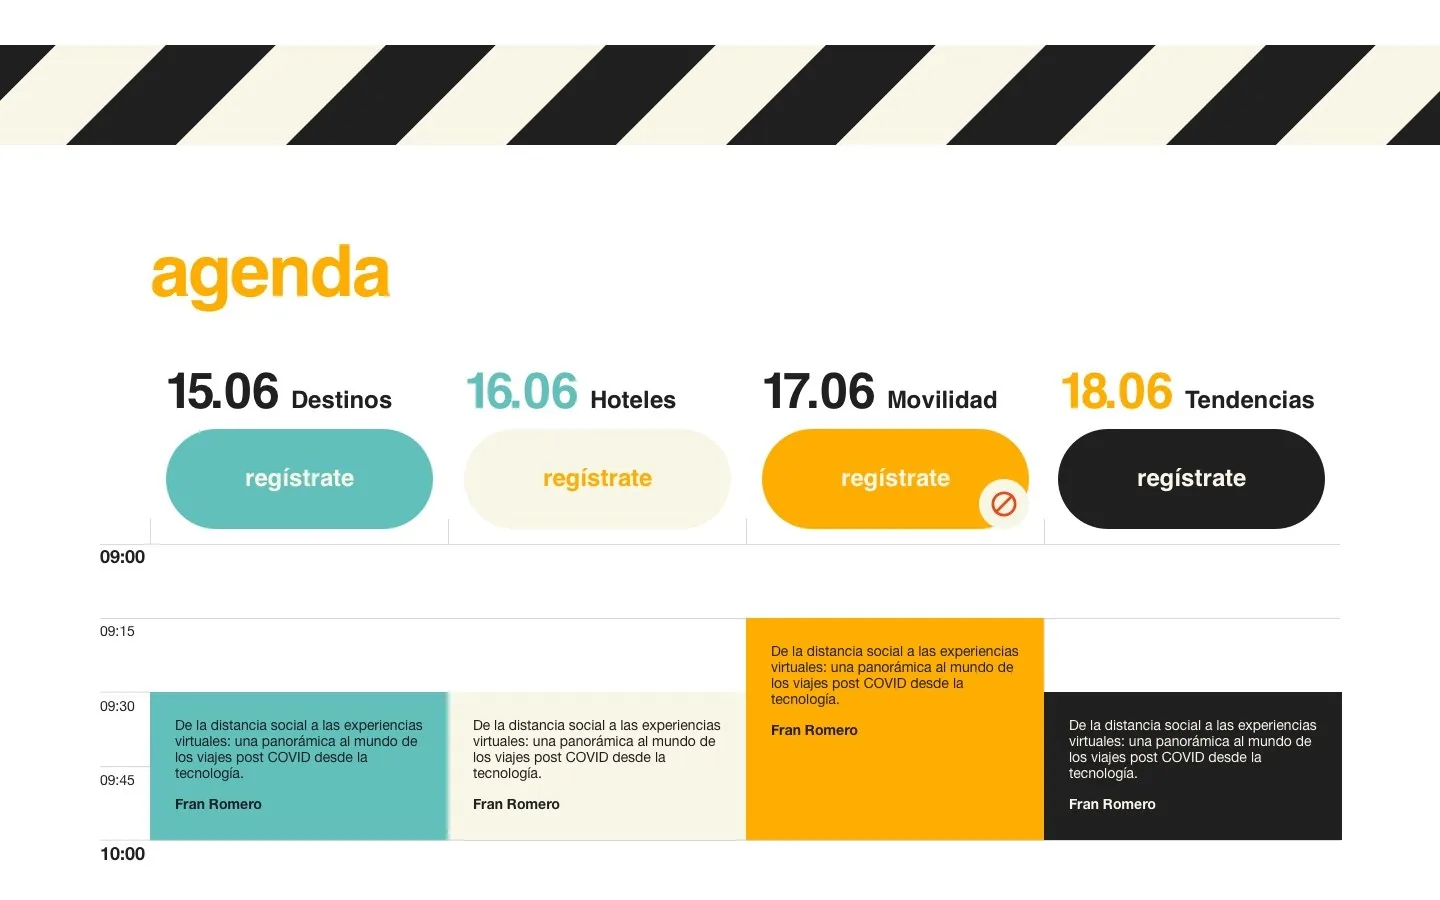 agenda
15.06 Destinos
16.06 Hoteles
17.06 Movilidad
18.06 Tendencias
regístrate
regístrate
regístrate
regístrate
09:00
09:15
09:30
09:45
10:00
De la distancia social a las experiencias
virtuales: una panorámica al mundo de
los viajes post COVID desde la
tecnología.
Fran Romero
De la distancia social a las experiencias
virtuales: una panorámica al mundo de
los viajes post COVID desde la
tecnología.
Fran Romero
De la distancia social a las experiencias
virtuales: una panorámica al mundo de
los viajes post COVID desde la
tecnología.
Fran Romero
De la distancia social a las experiencias
virtuales: una panorámica al mundo de
los viajes post COVID desde la
tecnología.
Fran Romero